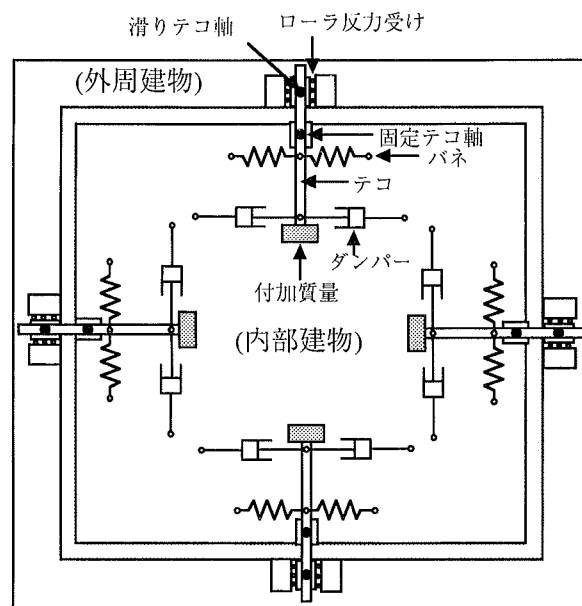 滑りテコ軸
ローラ反力受け
(外周建物)
固定テコ軸
バネ
テコ
ダンパー
付加質量
(内部建物)